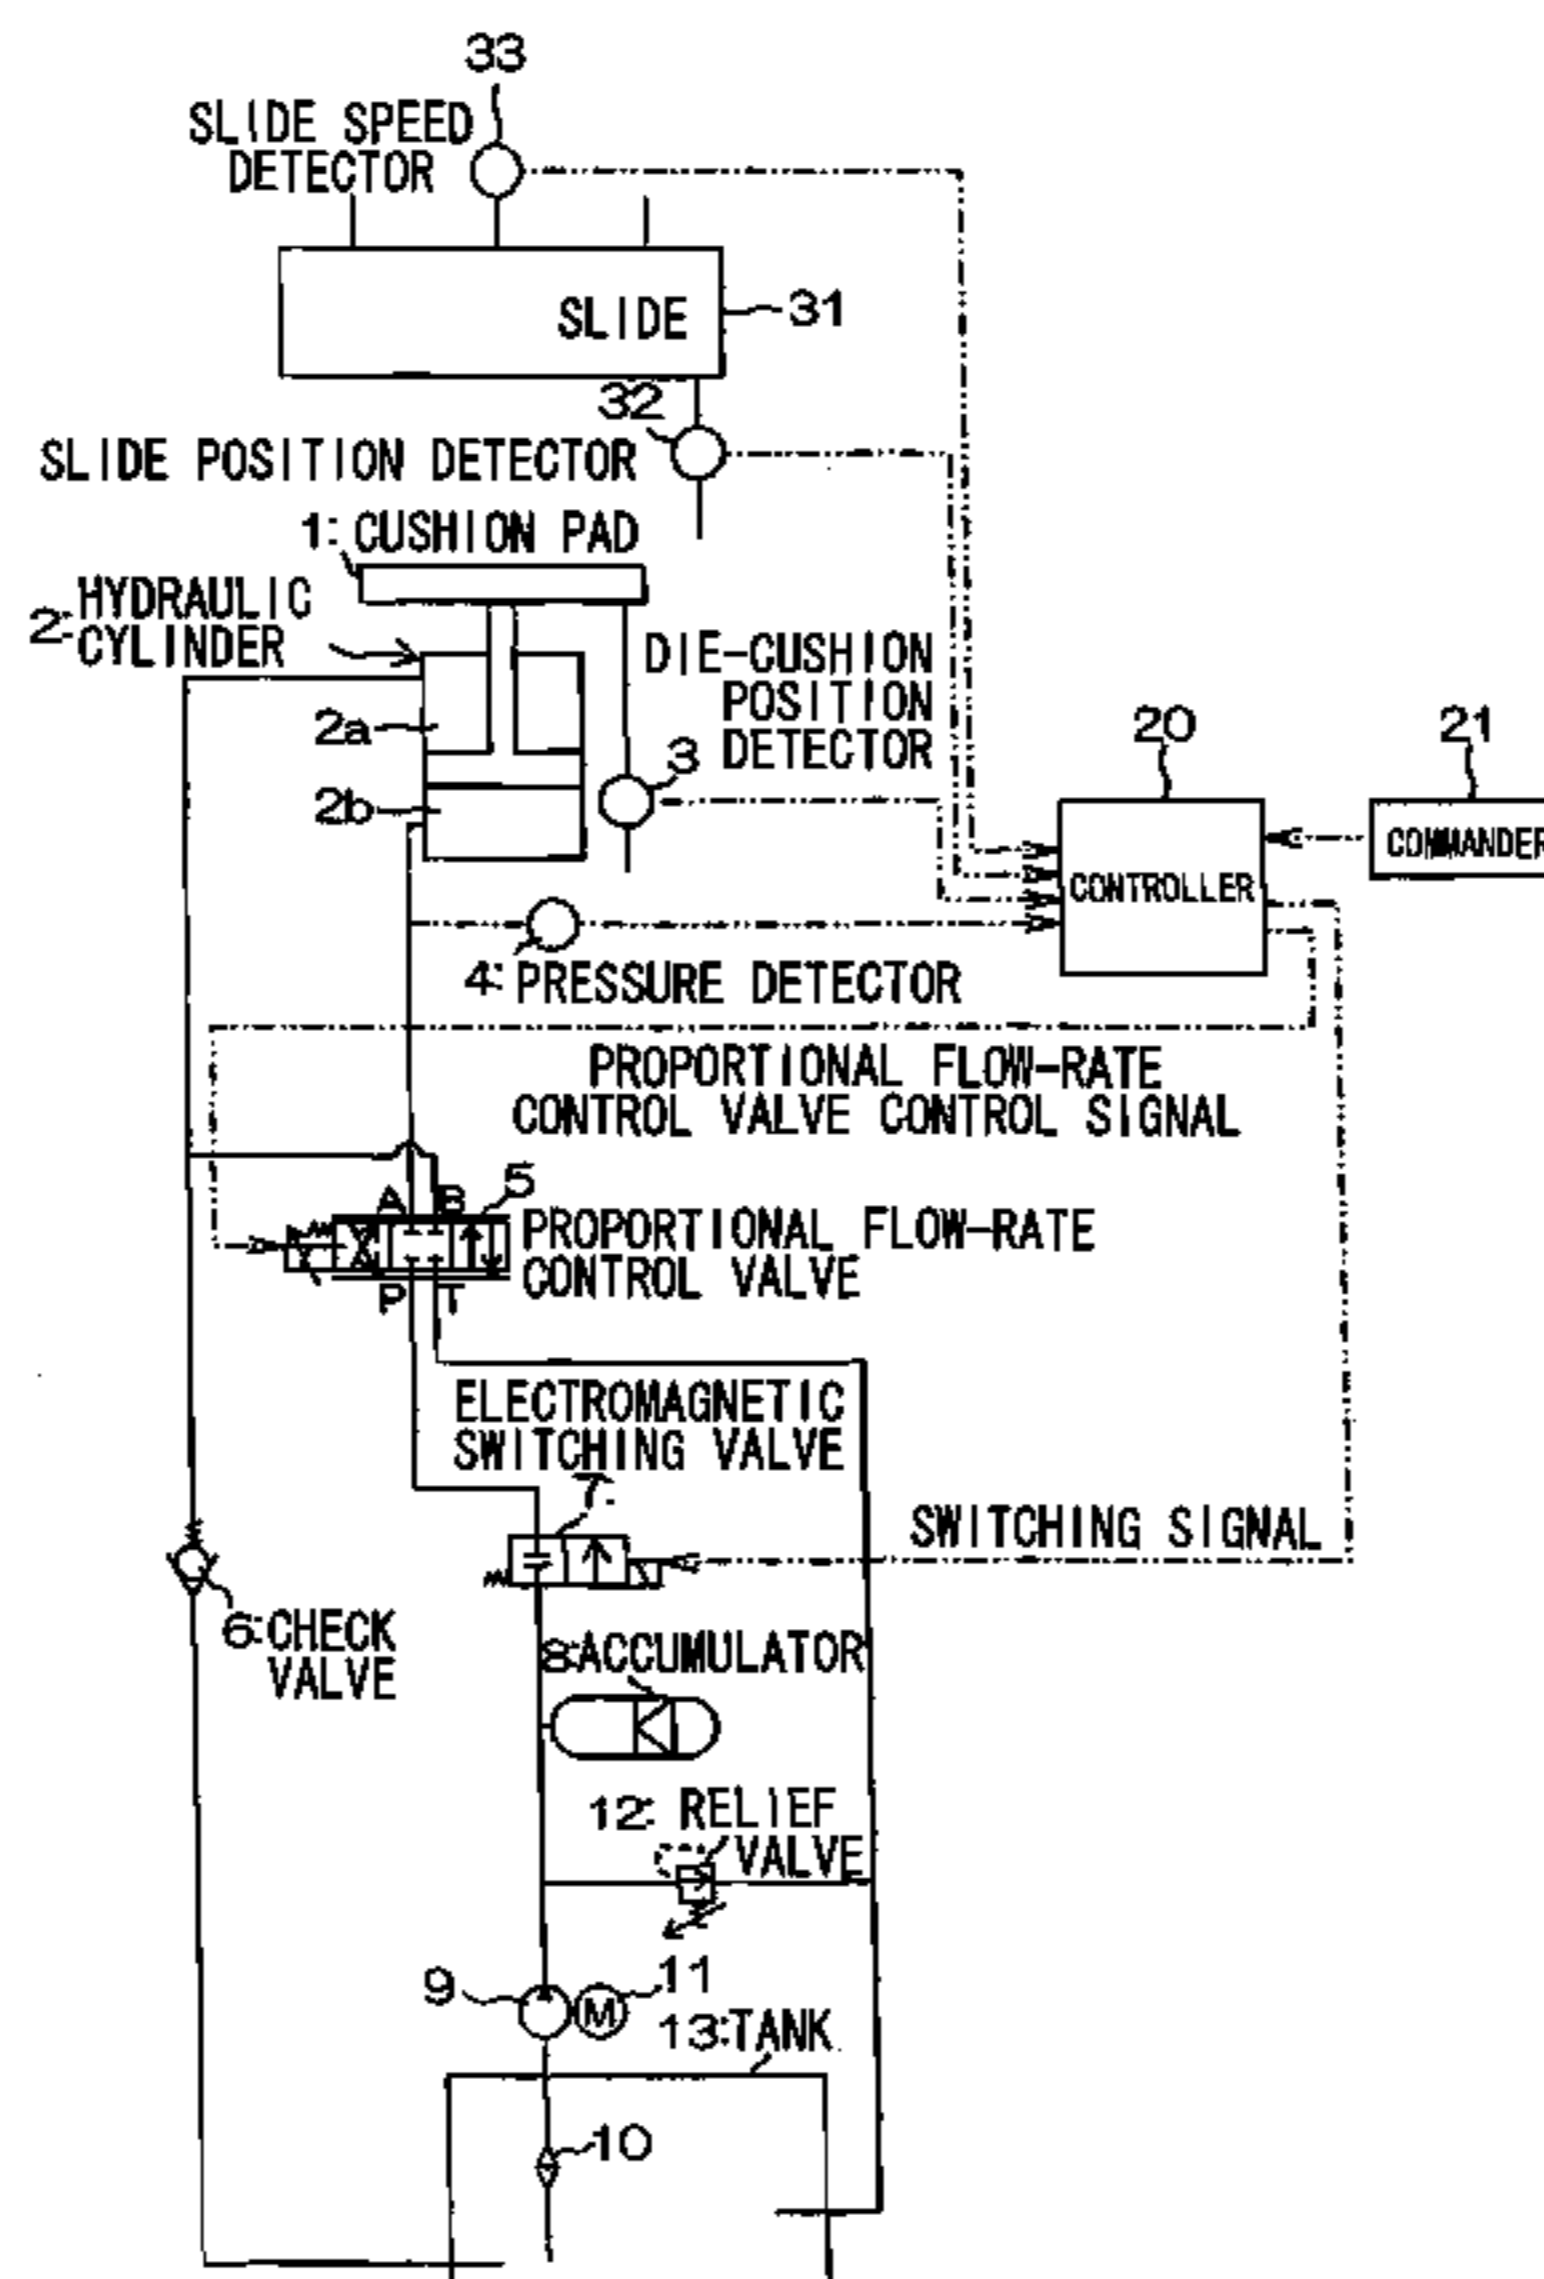 33
SLIDE SPEED
DETECTOR
SLIDE
31
32
SLIDE POSITION DETECTOR
1: CUSHION PAD
2: HYDRAULIC
CYLINDER
DIE-CUSHION
POSITION
DETECTOR
2a
3
2b
20
21
CONTROLLER
COMMANDER
4: PRESSURE DETECTOR
PROPORTIONAL FLOW-RATE
CONTROL VALVE CONTROL SIGNAL
A B 5
PROPORTIONAL FLOW-RATE
CONTROL VALVE
P T
ELECTROMAGNETIC
SWITCHING VALVE
7:
SWITCHING SIGNAL
6: CHECK
VALVE
8: ACCUMULATOR
12: RELIEF
VALVE
9
M
11
13: TANK
10